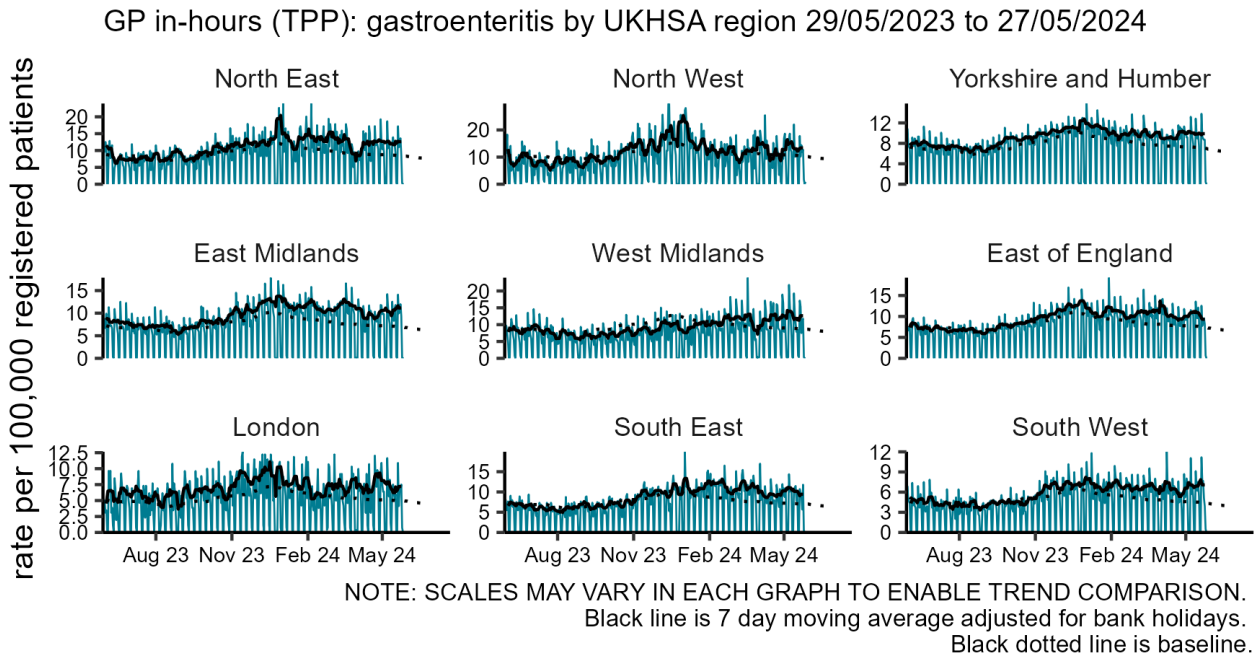 GP in-hours (TPP): gastroenteritis by UKHSA region 29/05/2023 to 27/05/2024
rate per 100,000 registered patients
North East
20
15
10
5
0
North West
20
10
0
Yorkshire and Humber
12
8
4
0
East Midlands
15
10
5
0
West Midlands
20
15
10
5
0
East of England
15
10
5
0
London
12.5
10.0
7.5
5.0
2.5
0.0
Aug 23 Nov 23 Feb 24 May 24
South East
15
10
5
0
Aug 23 Nov 23 Feb 24 May 24
South West
12
9
6
3
0
Aug 23 Nov 23 Feb 24 May 24
NOTE: SCALES MAY VARY IN EACH GRAPH TO ENABLE TREND COMPARISON.
Black line is 7 day moving average adjusted for bank holidays.
Black dotted line is baseline.